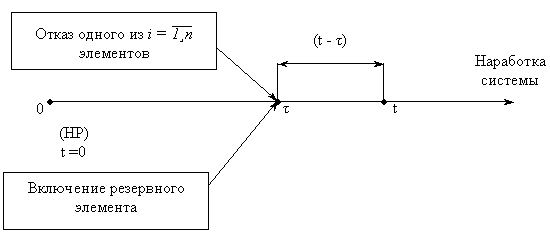 Отказ одного из i = 1,n
элементов
(t - τ)
Наработка
системы
0
τ
t
(НР)
t =0
Включение резервного
элемента